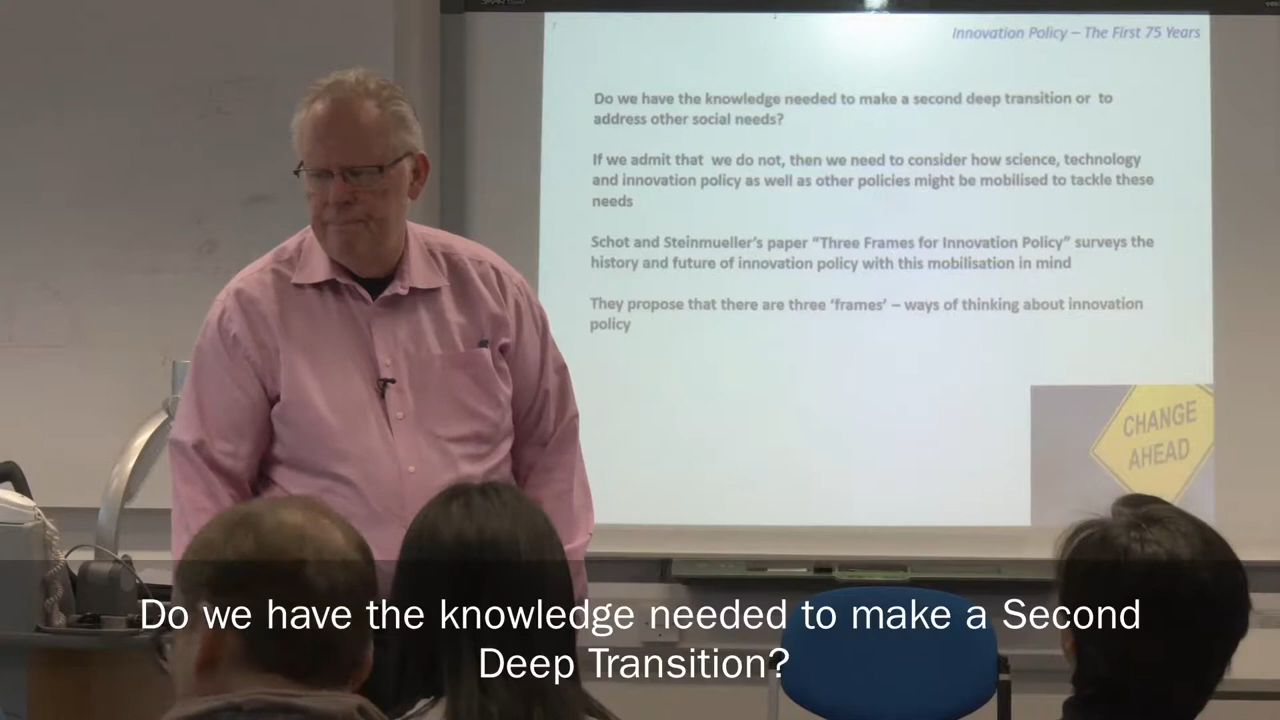 Innovation Policy – The First 75 Years
Do we have the knowledge needed to make a second deep transition or to
address other social needs?
If we admit that we do not, then we need to consider how science, technology
and innovation policy as well as other policies might be mobilised to tackle these
needs
Schot and Steinmueller's paper “Three Frames for Innovation Policy” surveys the
history and future of innovation policy with this mobilisation in mind
They propose that there are three ‘frames’ – ways of thinking about innovation
policy
CHANGE
AHEAD
Do we have the knowledge needed to make a Second
Deep Transition?